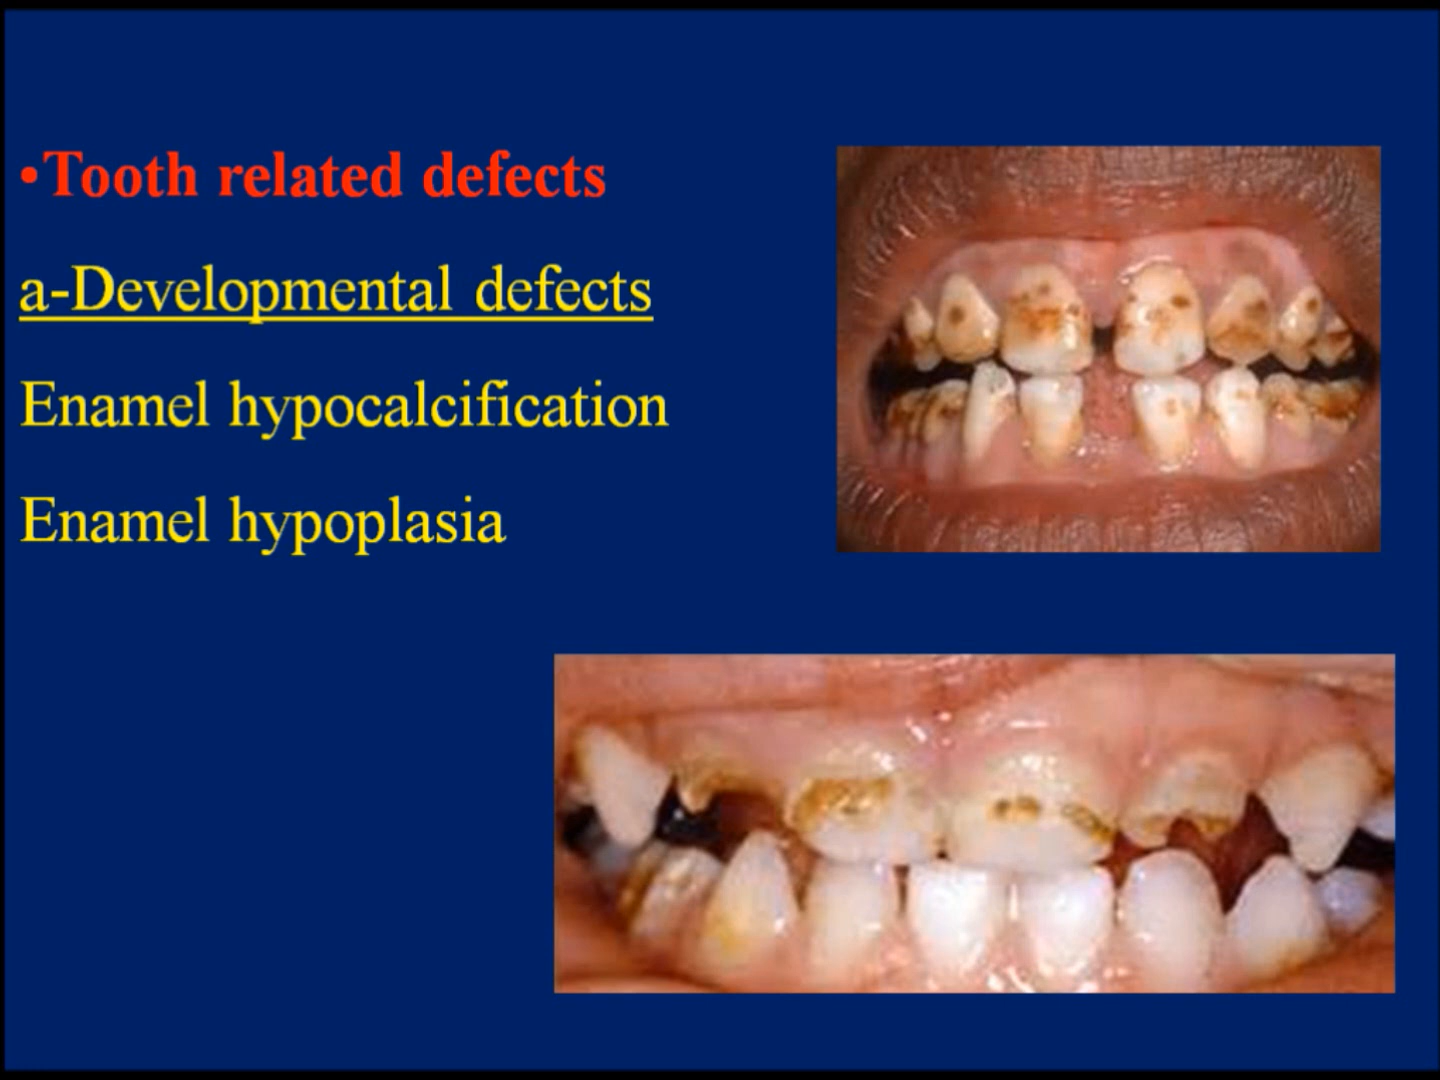 •Tooth related defects
a-Developmental defects
Enamel hypocalcification
Enamel hypoplasia